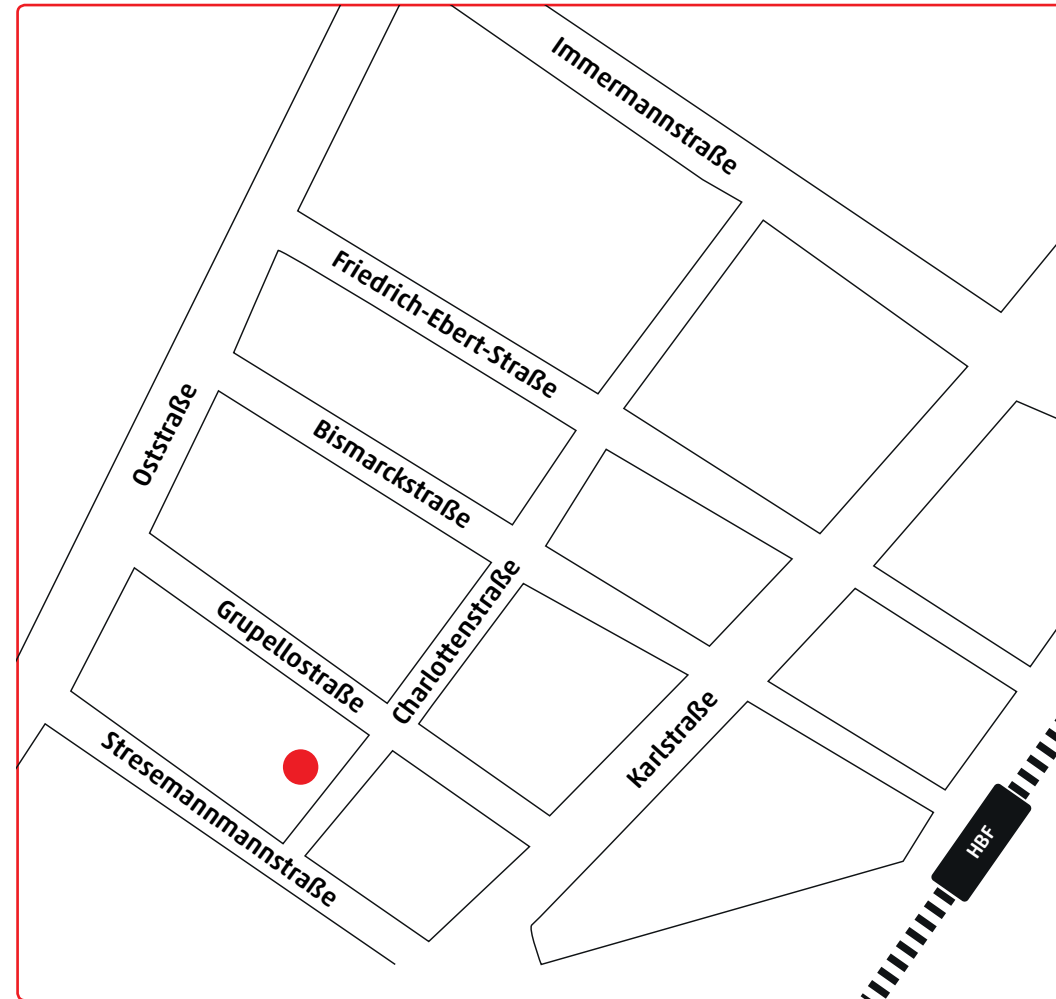 Immermannstraße
Friedrich-Ebert-Straße
Oststraße
Bismarckstraße
Charlottenstraße
Grupellostraße
Karlstraße
Stresemannmannstraße
HBF